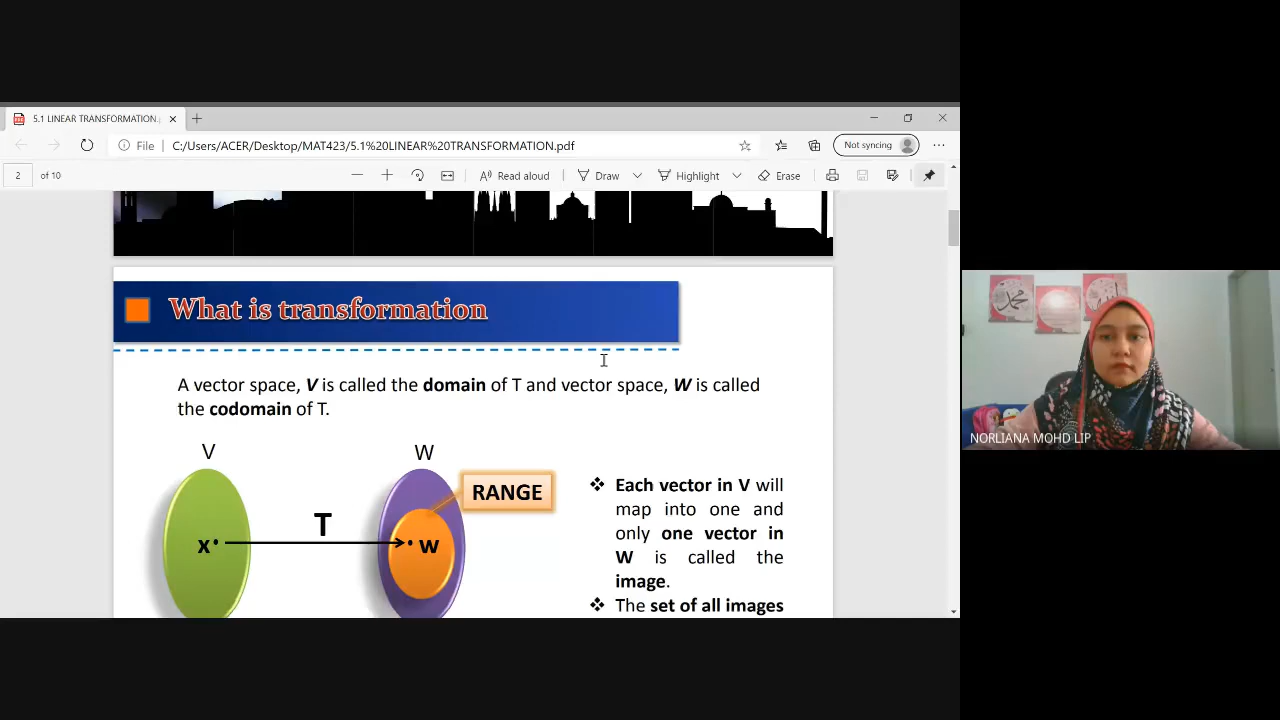 5.1 LINEAR TRANSFORMATION.
File | C:/Users/ACER/Desktop/MAT423/5.1%20LINEAR%20TRANSFORMATION.pdf
Not syncing
2 of 10
Read aloud
Draw
Highlight
Erase
What is transformation
A vector space, V is called the domain of T and vector space, W is called
the codomain of T.
V
W
RANGE
T
x
w
❖ Each vector in V will
map into one and
only one vector in
W is called the
image.
❖ The set of all images
NORLIANA MOHD LIP